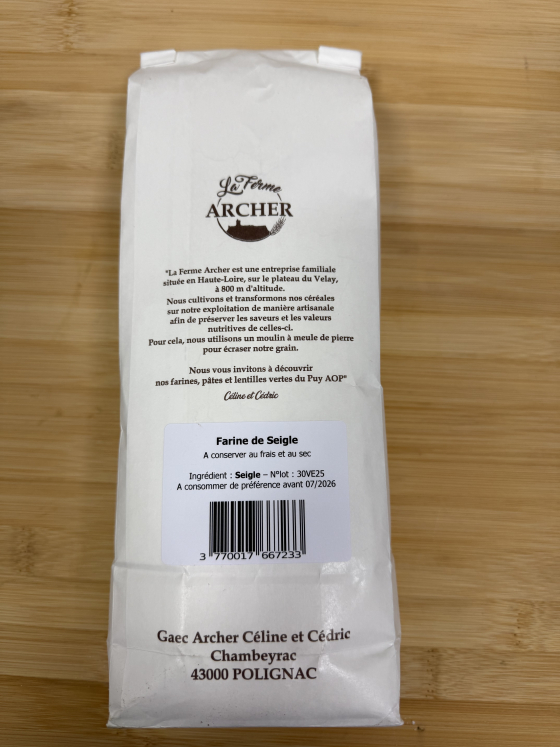 La Ferme
ARCHER
"La Ferme Archer est une entreprise familiale
située en Haute-Loire, sur le plateau du Velay,
à 800 m d'altitude.
Nous cultivons et transformons nos céréales
sur notre exploitation de manière artisanale
afin de préserver les saveurs et les valeurs
nutritives de celles-ci.
Pour cela, nous utilisons un moulin à meule de pierre
pour écraser notre grain.
Nous vous invitons à découvrir
nos farines, pâtes et lentilles vertes du Puy AOP"
Céline et Cédric
Farine de Seigle
A conserver au frais et au sec
Ingrédient : Seigle – N°lot : 30VE25
A consommer de préférence avant 07/2026
3 770017 667233
Gaec Archer Céline et Cédric
Chambeyrac
43000 POLIGNAC